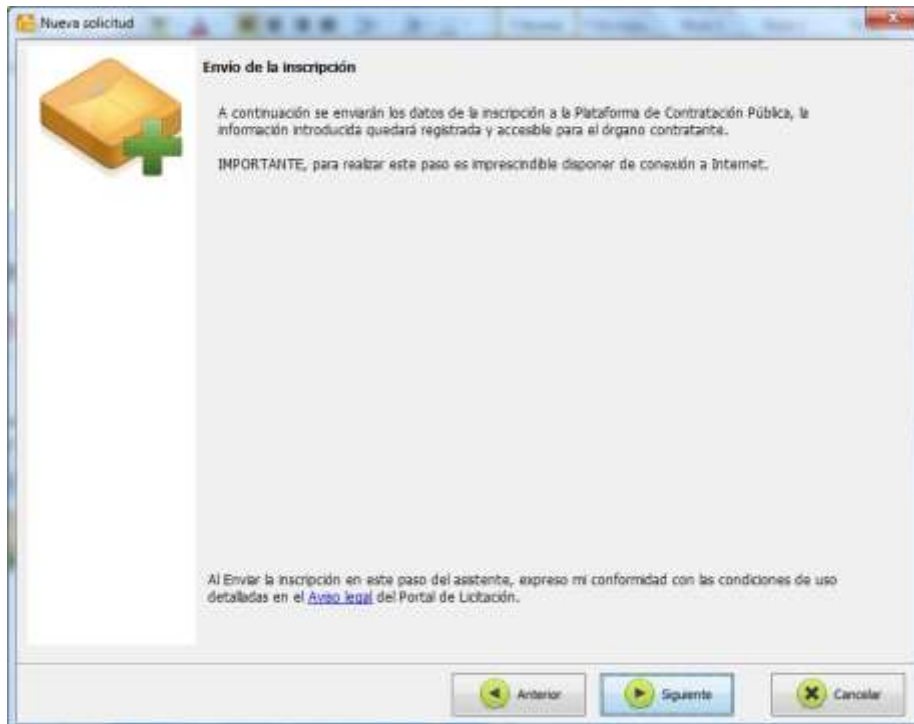 Nueva solicitud
Envío de la inscripción
A continuación se enviarán los datos de la inscripción a la Plataforma de Contratación Pública, la
información introducida quedará registrada y accesible para el órgano contratante.
IMPORTANTE, para realizar este paso es imprescindible disponer de conexión a Internet.
Al Enviar la inscripción en este paso del asistente, expreso mi conformidad con las condiciones de uso
detalladas en el Aviso legal del Portal de Licitación.
Anterior
Siguiente
Cancelar